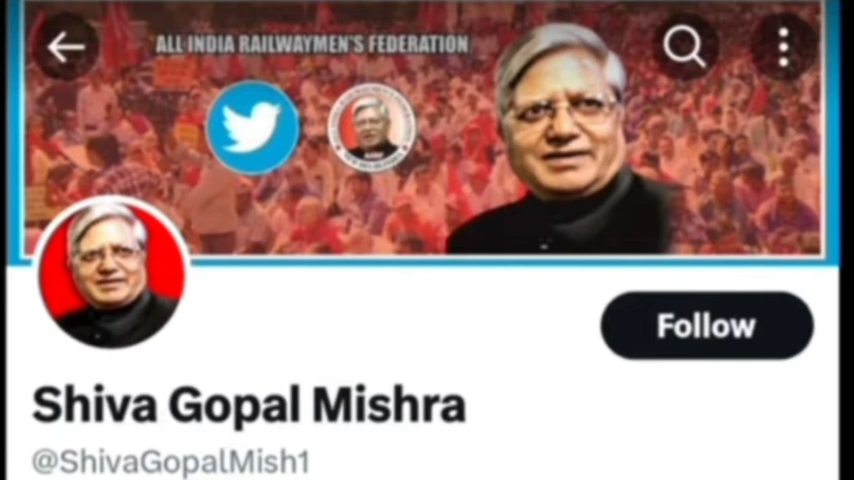 ALL INDIA RAILWAYMEN'S FEDERATION
Follow
Shiva Gopal Mishra
@ShivaGopalMish1